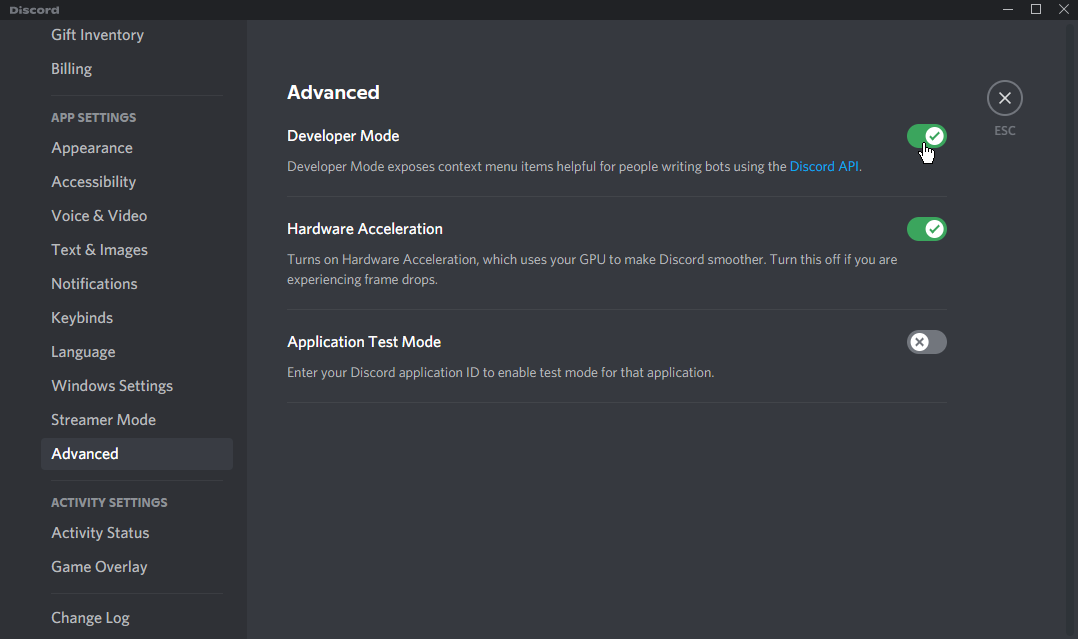 Discord
Gift Inventory
Billing
APP SETTINGS
Appearance
Accessibility
Voice & Video
Text & Images
Notifications
Keybinds
Language
Windows Settings
Streamer Mode
Advanced
ACTIVITY SETTINGS
Activity Status
Game Overlay
Change Log
Advanced
ESC
Developer Mode
Developer Mode exposes context menu items helpful for people writing bots using the Discord API.
Hardware Acceleration
Turns on Hardware Acceleration, which uses your GPU to make Discord smoother. Turn this off if you are
experiencing frame drops.
Application Test Mode
Enter your Discord application ID to enable test mode for that application.